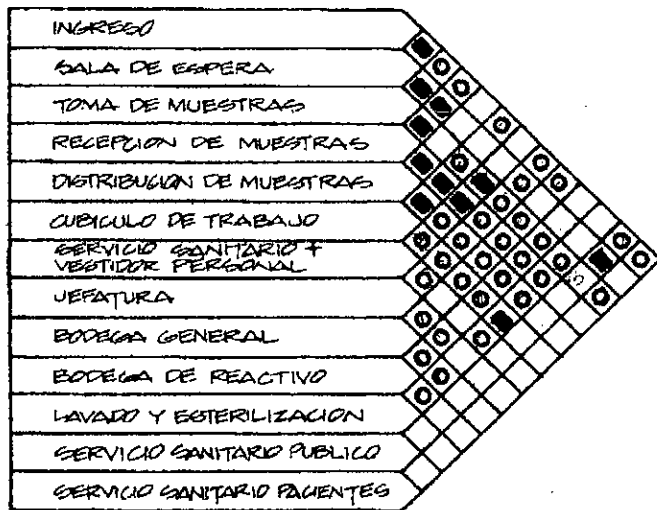 INGRESO
SALA DE ESPERA
TOMA DE MUESTRAS
RECEPCION DE MUESTRAS
DISTRIBUCION DE MUESTRAS
CUBICULO DE TRABAJO
SERVICIO SANITARIO +
VESTIDOR PERSONAL
JEFATURA
BODEGA GENERAL
BODEGA DE REACTIVO
LAVADO Y ESTERILIZACION
SERVICIO SANITARIO PUBLICO
SERVICIO SANITARIO PACIENTES